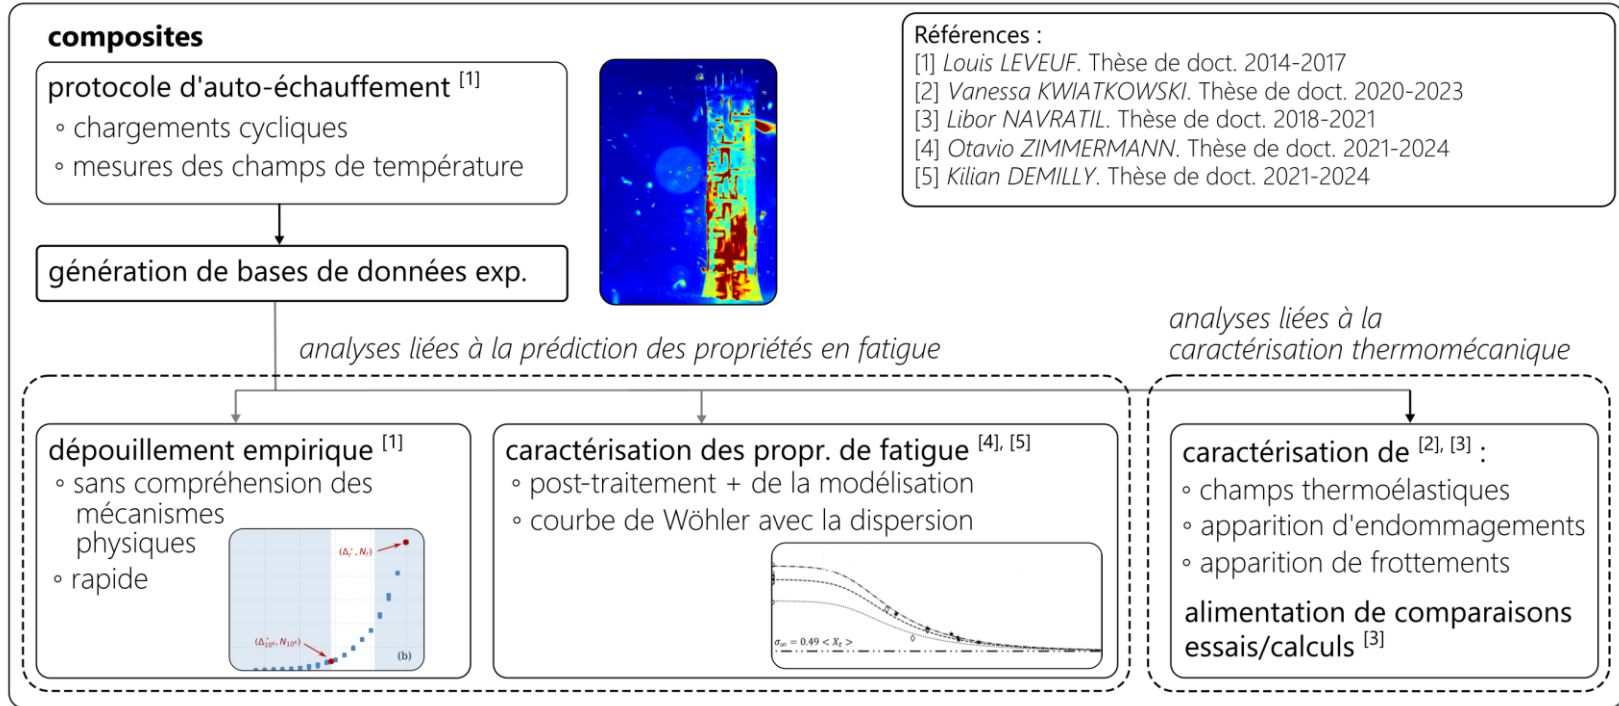 composites
protocole d'auto-échauffement [1]
◦ chargements cycliques
◦ mesures des champs de température
génération de bases de données exp.
Références :
[1] Louis LEVEUF. Thèse de doct. 2014-2017
[2] Vanessa KWIATKOWSKI. Thèse de doct. 2020-2023
[3] Libor NAVRATIL. Thèse de doct. 2018-2021
[4] Otavio ZIMMERMANN. Thèse de doct. 2021-2024
[5] Kilian DEMILLY. Thèse de doct. 2021-2024
analyses liées à la prédiction des propriétés en fatigue
analyses liées à la
caractérisation thermomécanique
dépouillement empirique [1]
◦ sans compréhension des
mécanismes
physiques
◦ rapide
(Δ*r, Nr)
(Δ*10⁶, N10⁶)
(b)
caractérisation des propr. de fatigue [4], [5]
◦ post-traitement + de la modélisation
◦ courbe de Wöhler avec la dispersion
σ∞ = 0.49 < Xt >
caractérisation de [2], [3] :
◦ champs thermoélastiques
◦ apparition d'endommagements
◦ apparition de frottements
alimentation de comparaisons
essais/calculs [3]